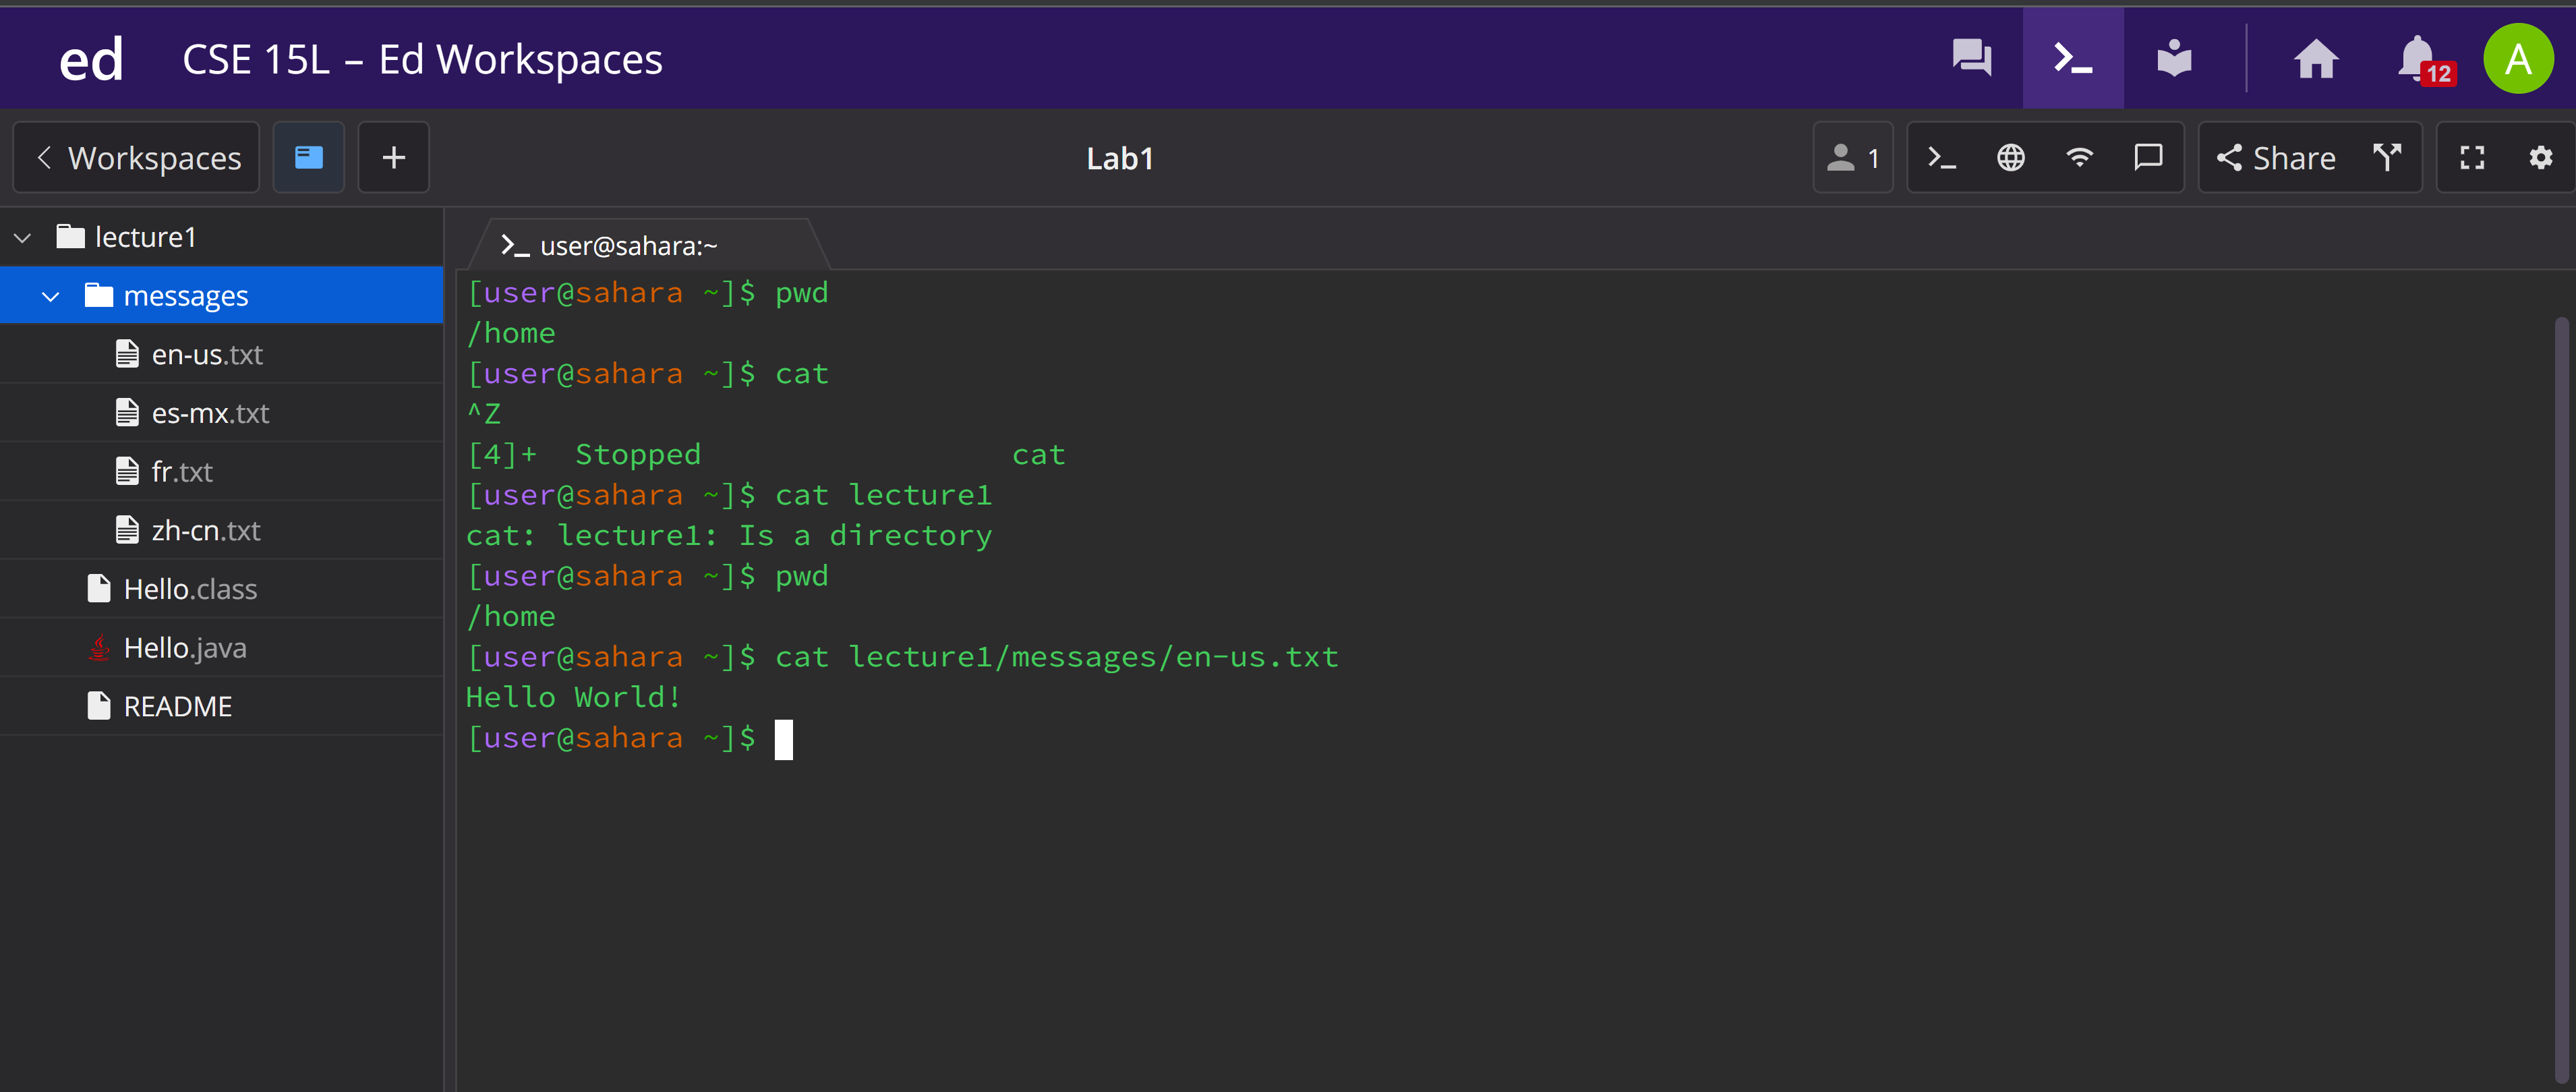 ed CSE 15L – Ed Workspaces 12 A
Workspaces Lab1 1 Share
lecture1
messages
en-us.txt
es-mx.txt
fr.txt
zh-cn.txt
Hello.class
Hello.java
README
user@sahara:~
[user@sahara ~]$ pwd
/home
[user@sahara ~]$ cat
^Z
[4]+  Stopped                 cat
[user@sahara ~]$ cat lecture1
cat: lecture1: Is a directory
[user@sahara ~]$ pwd
/home
[user@sahara ~]$ cat lecture1/messages/en-us.txt
Hello World!
[user@sahara ~]$